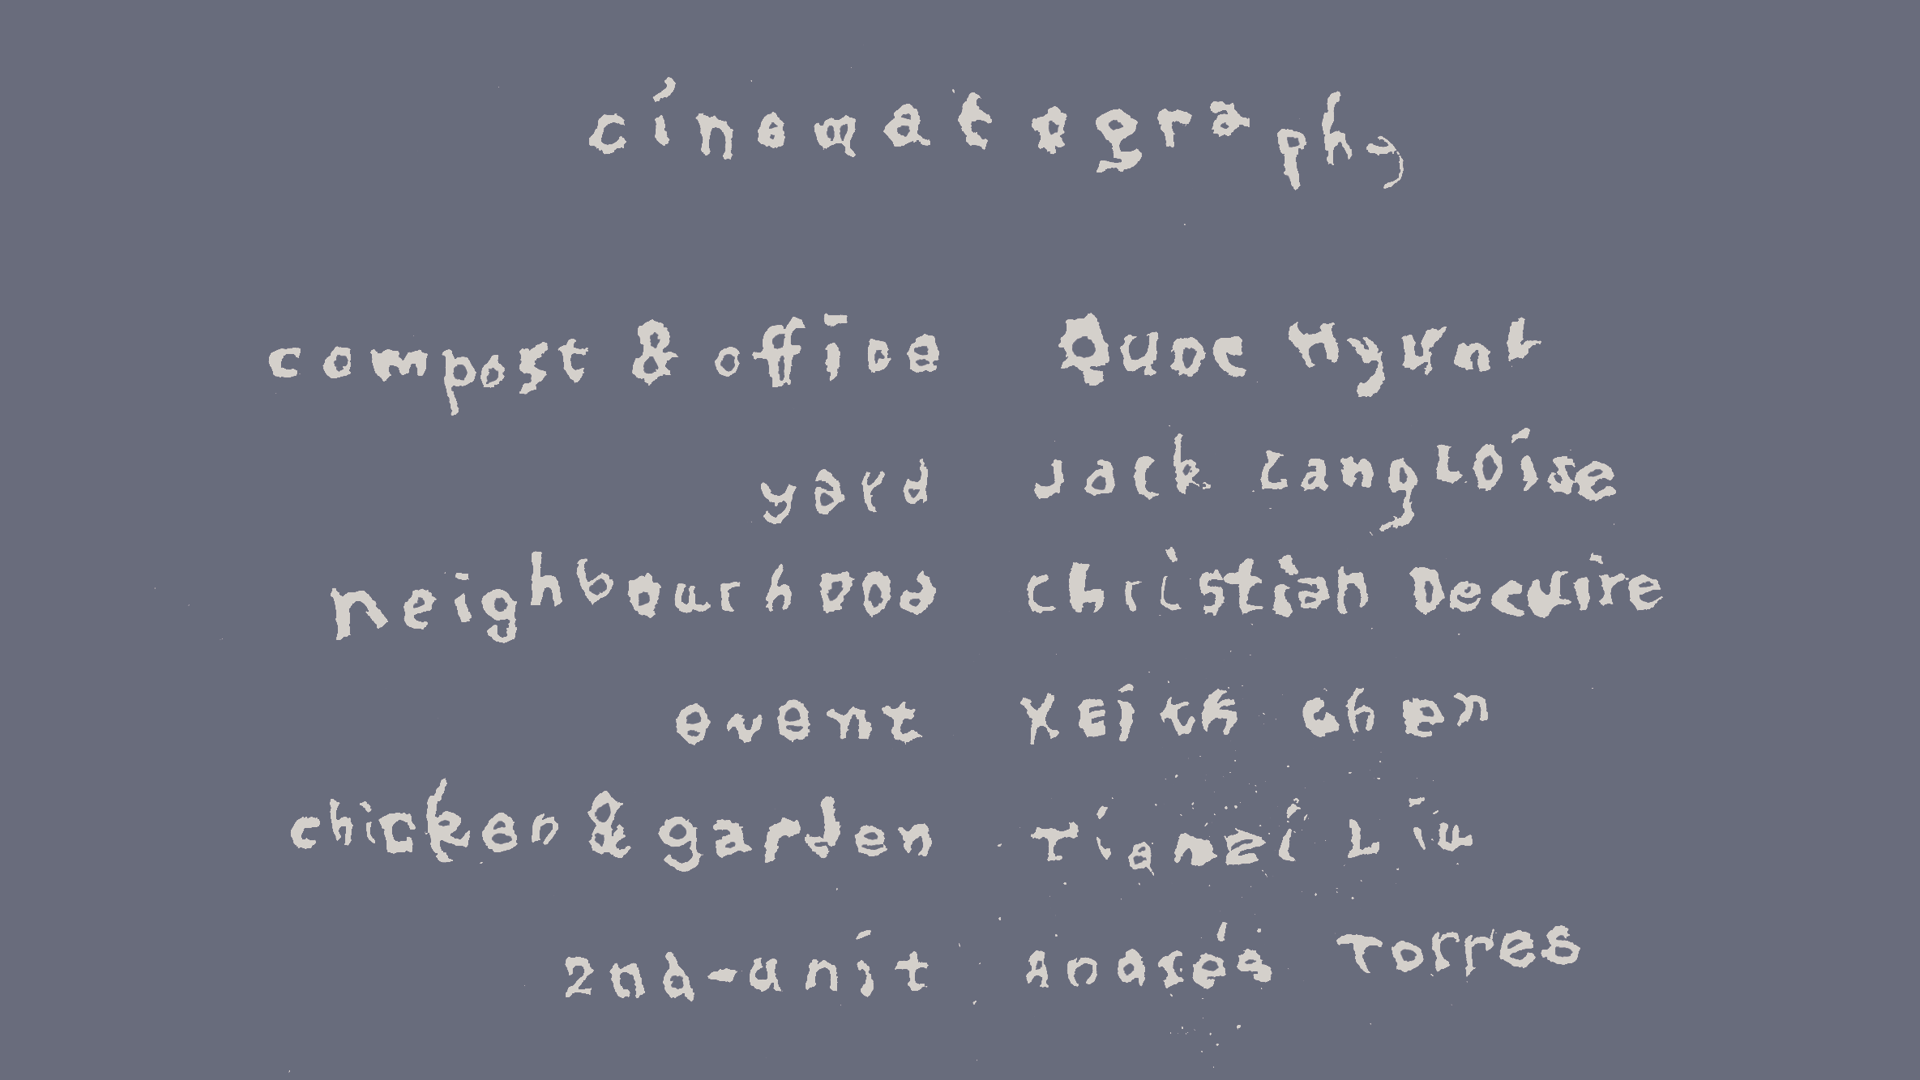 cinematography
compost & office Quoc Hyunh
yard Jack Langloise
neighbourhood Christian Decuire
event Keith Chen
chicken & garden Tianzi Liu
2nd-unit Andrés Torres